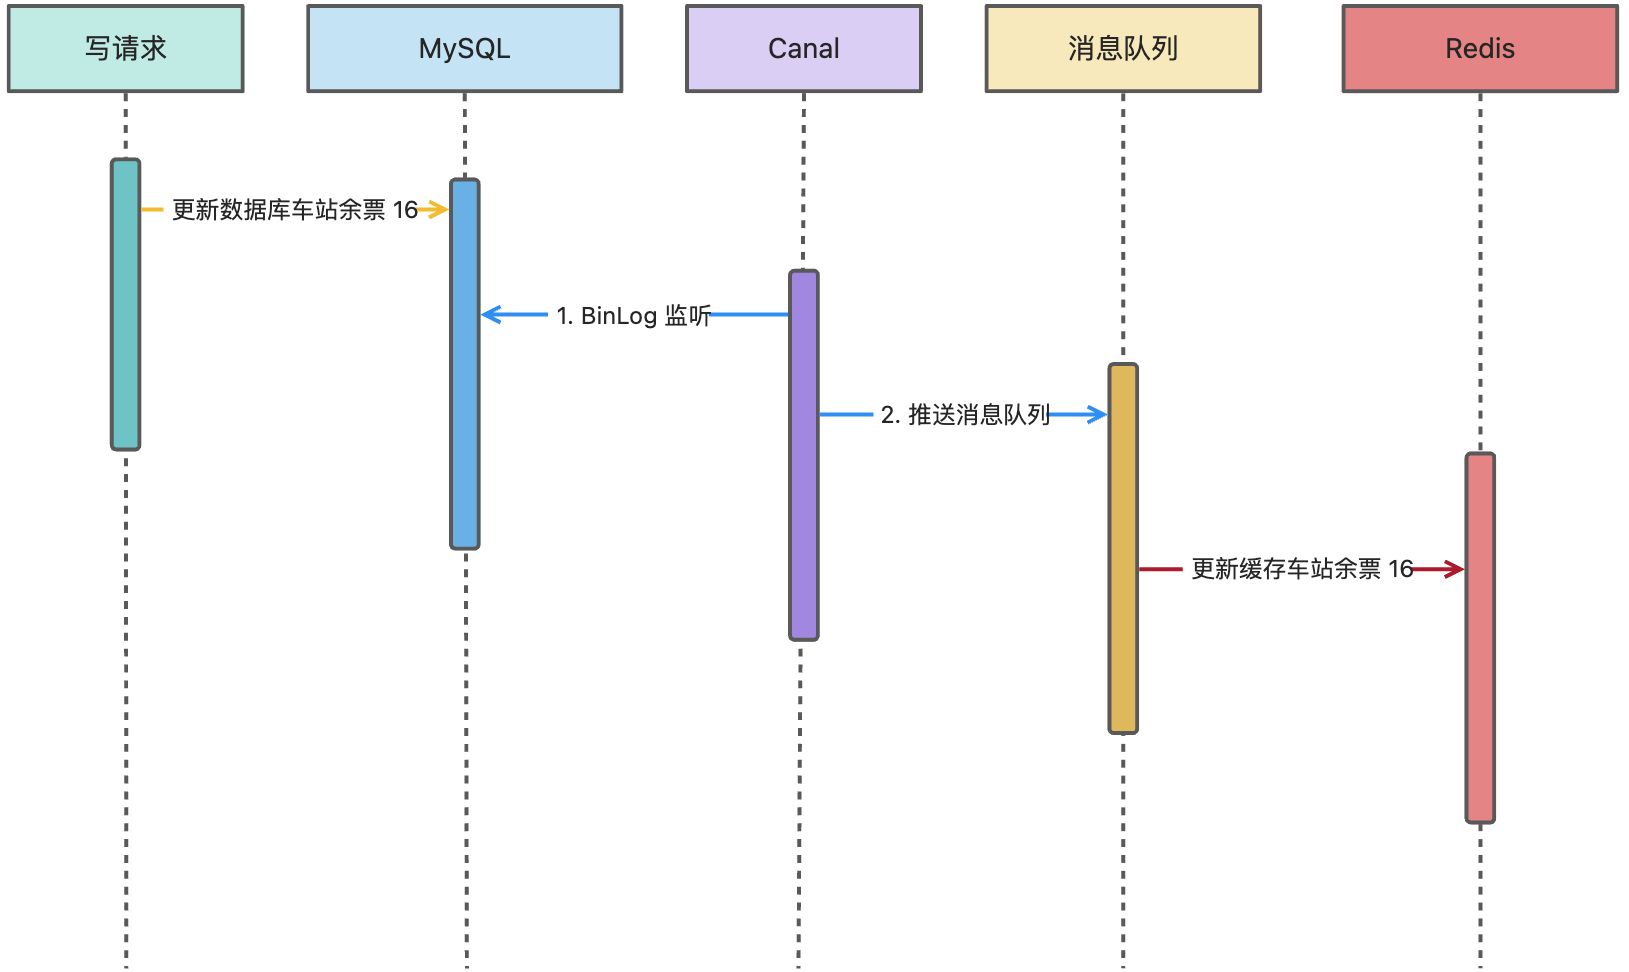 写请求
MySQL
Canal
消息队列
Redis
更新数据库车站余票 16
1. BinLog 监听
2. 推送消息队列
更新缓存车站余票 16